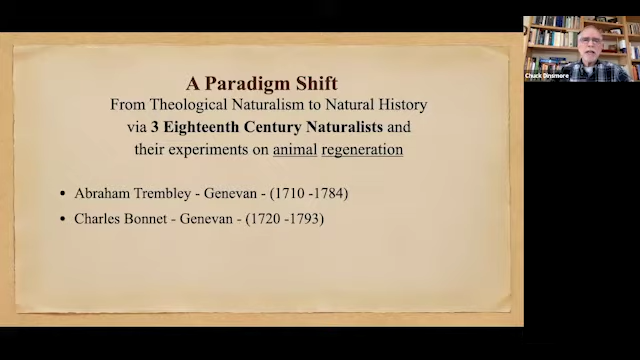 A Paradigm Shift
From Theological Naturalism to Natural History
via 3 Eighteenth Century Naturalists and
their experiments on animal regeneration
• Abraham Trembley - Genevan - (1710 -1784)
• Charles Bonnet - Genevan - (1720 -1793)
Chuck Dinsmore